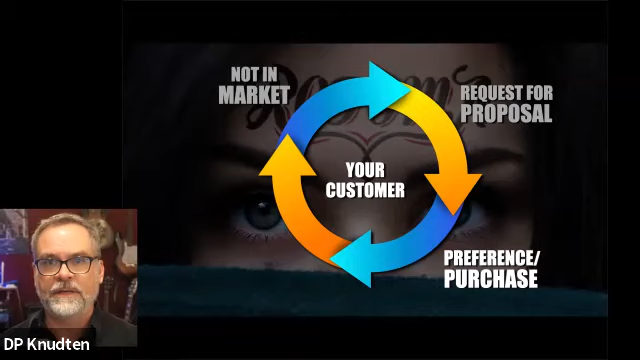 NOT IN
MARKET
REQUEST FOR
PROPOSAL
YOUR
CUSTOMER
PREFERENCE/
PURCHASE
DP Knudten